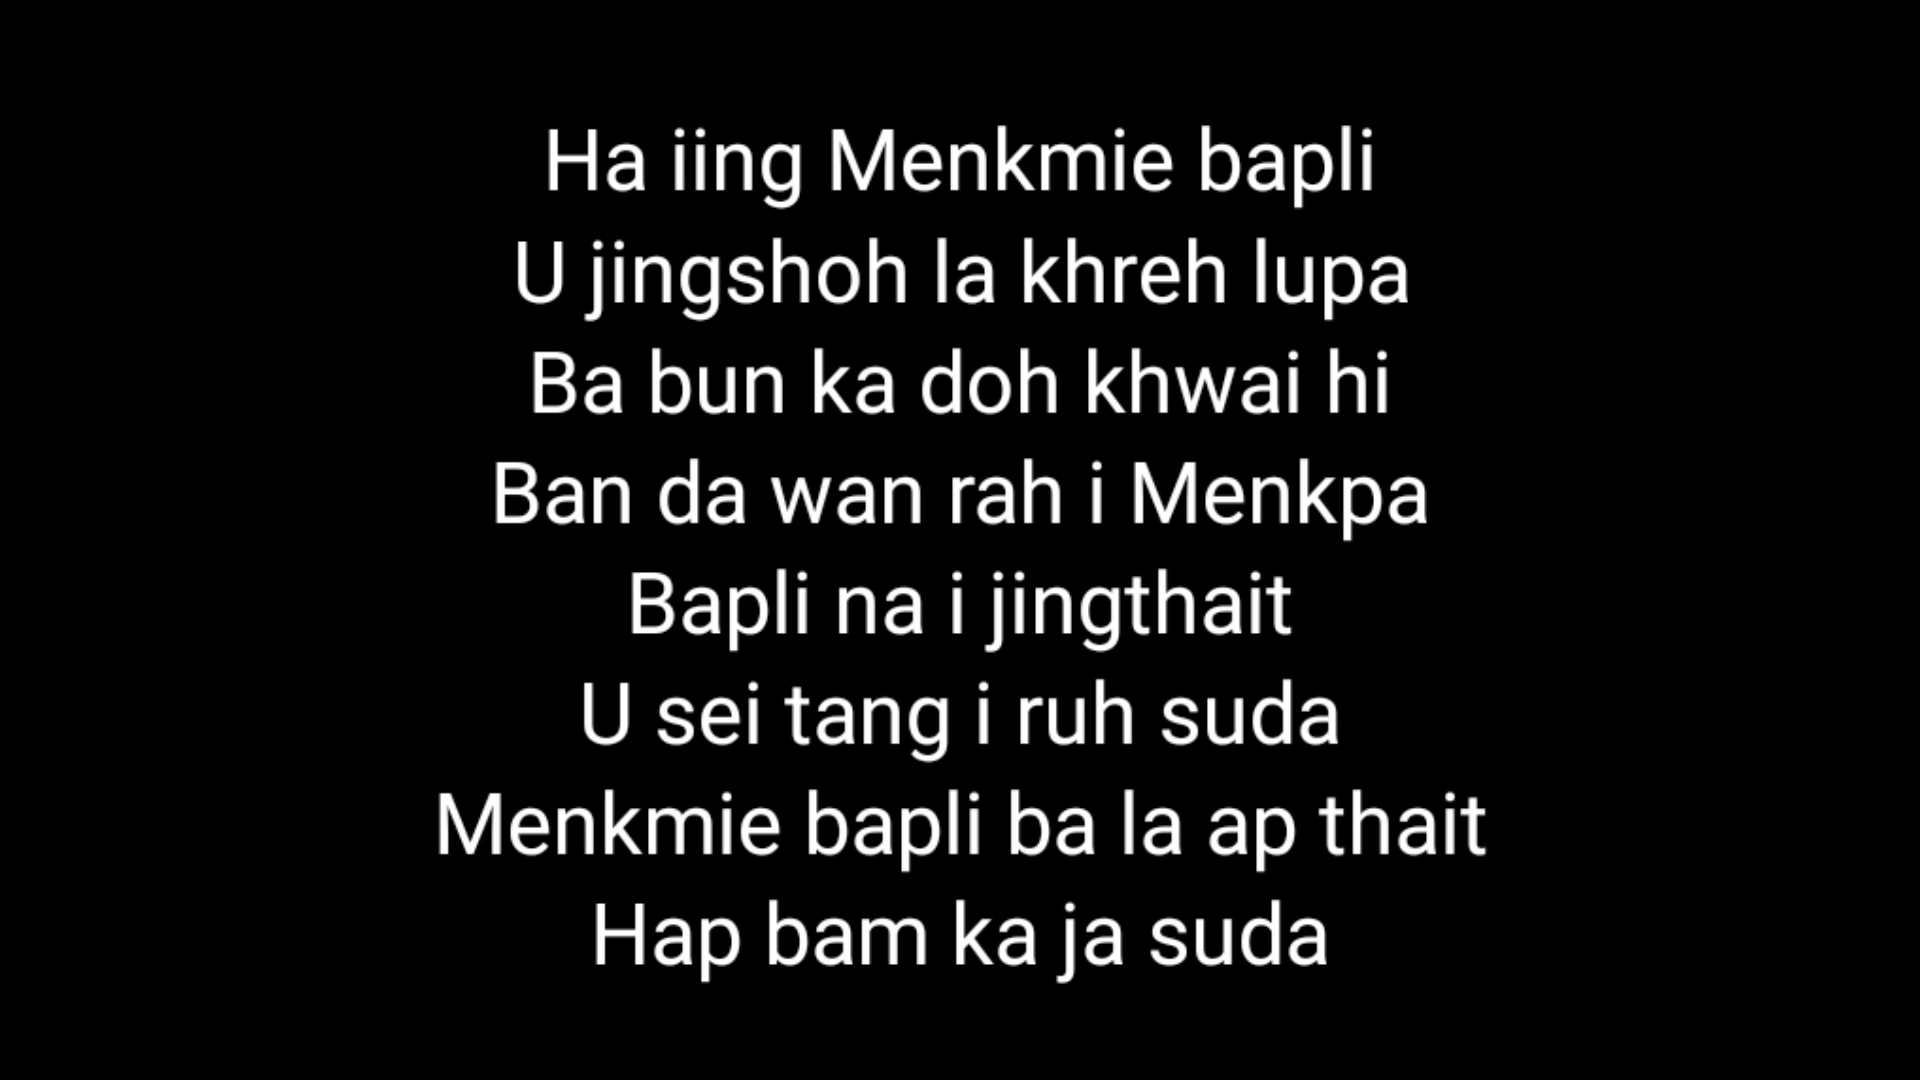 Ha iing Menkmie bapli
U jingshoh la khreh lupa
Ba bun ka doh khwai hi
Ban da wan rah i Menkpa
Bapli na i jingthait
U sei tang i ruh suda
Menkmie bapli ba la ap thait
Hap bam ka ja suda